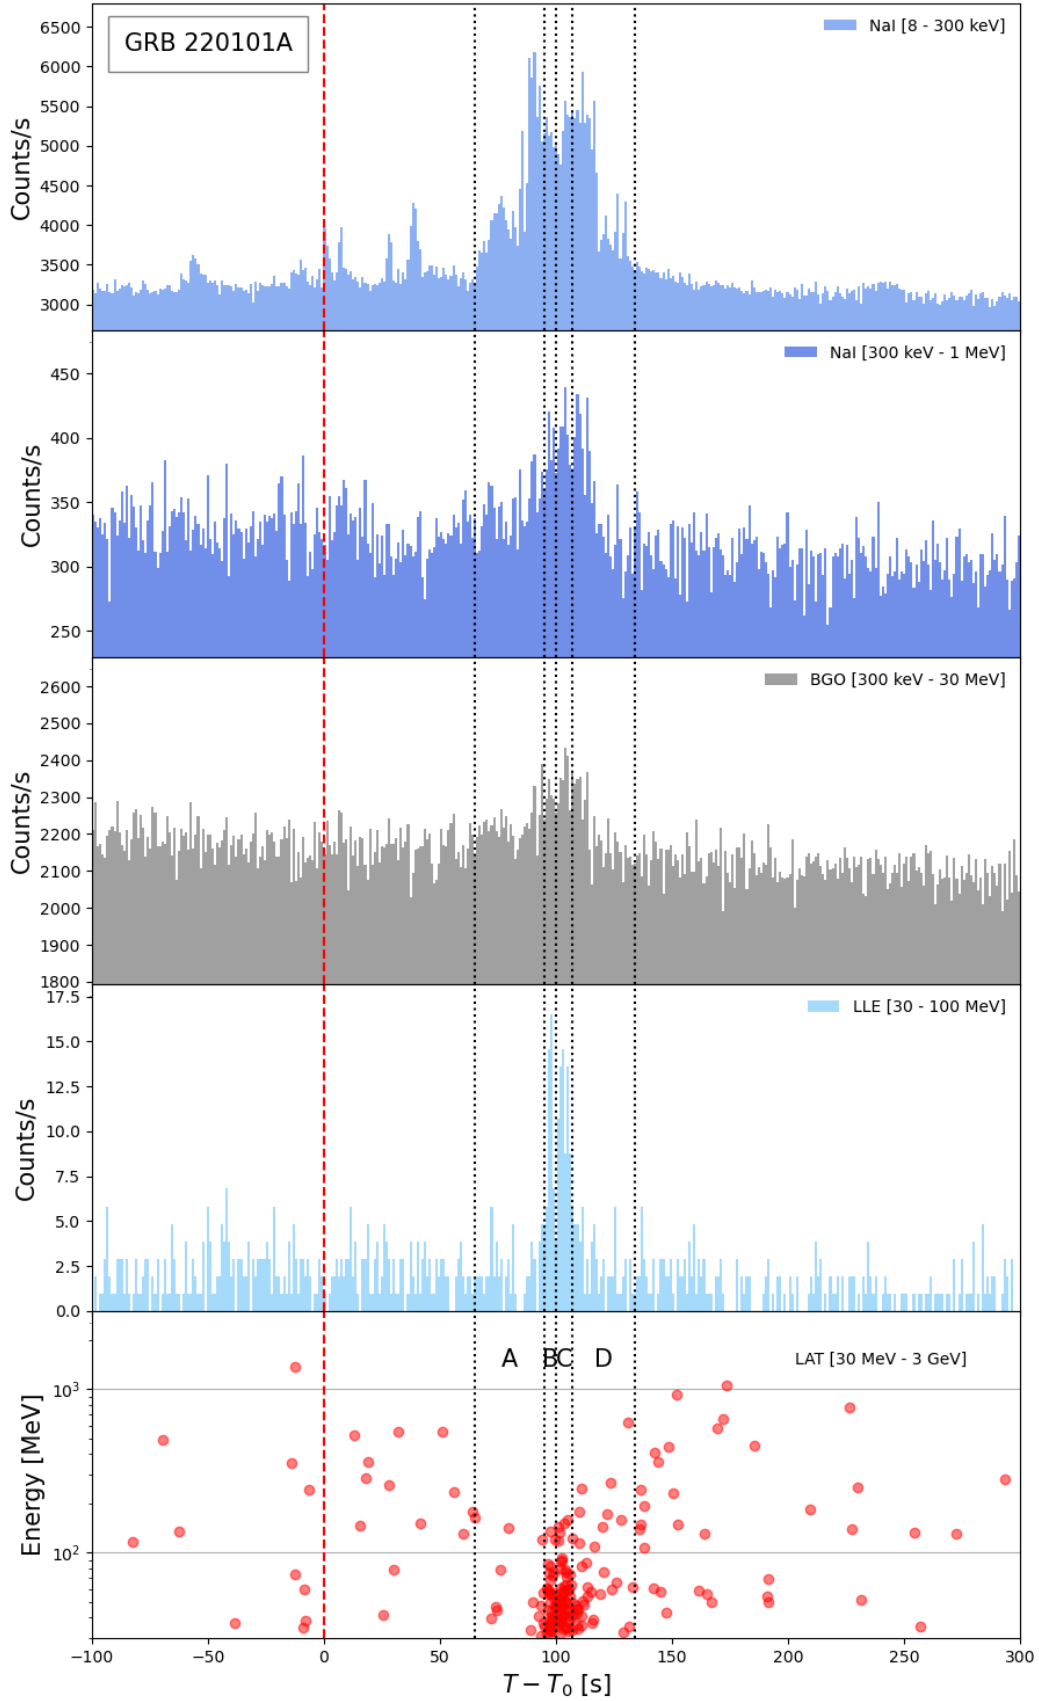 GRB 220101A
NaI [8 - 300 keV]
Counts/s
6500
6000
5500
5000
4500
4000
3500
3000
NaI [300 keV - 1 MeV]
Counts/s
450
400
350
300
250
BGO [300 keV - 30 MeV]
Counts/s
2600
2500
2400
2300
2200
2100
2000
1900
1800
LLE [30 - 100 MeV]
Counts/s
17.5
15.0
12.5
10.0
7.5
5.0
2.5
0.0
A B C D
LAT [30 MeV - 3 GeV]
Energy [MeV]
10³
10²
−100 −50 0 50 100 150 200 250 300
T − T₀ [s]